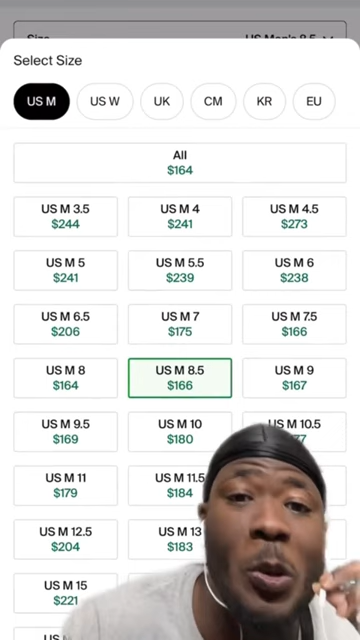 Size
US Men's 8.5
Select Size
US M
US W
UK
CM
KR
EU
All
$164
US M 3.5
$244
US M 4
$241
US M 4.5
$273
US M 5
$241
US M 5.5
$239
US M 6
$238
US M 6.5
$206
US M 7
$175
US M 7.5
$166
US M 8
$164
US M 8.5
$166
US M 9
$167
US M 9.5
$169
US M 10
$180
US M 10.5
US M 11
$179
US M 11.5
$184
US M 12.5
$204
US M 13
$183
US M 15
$221